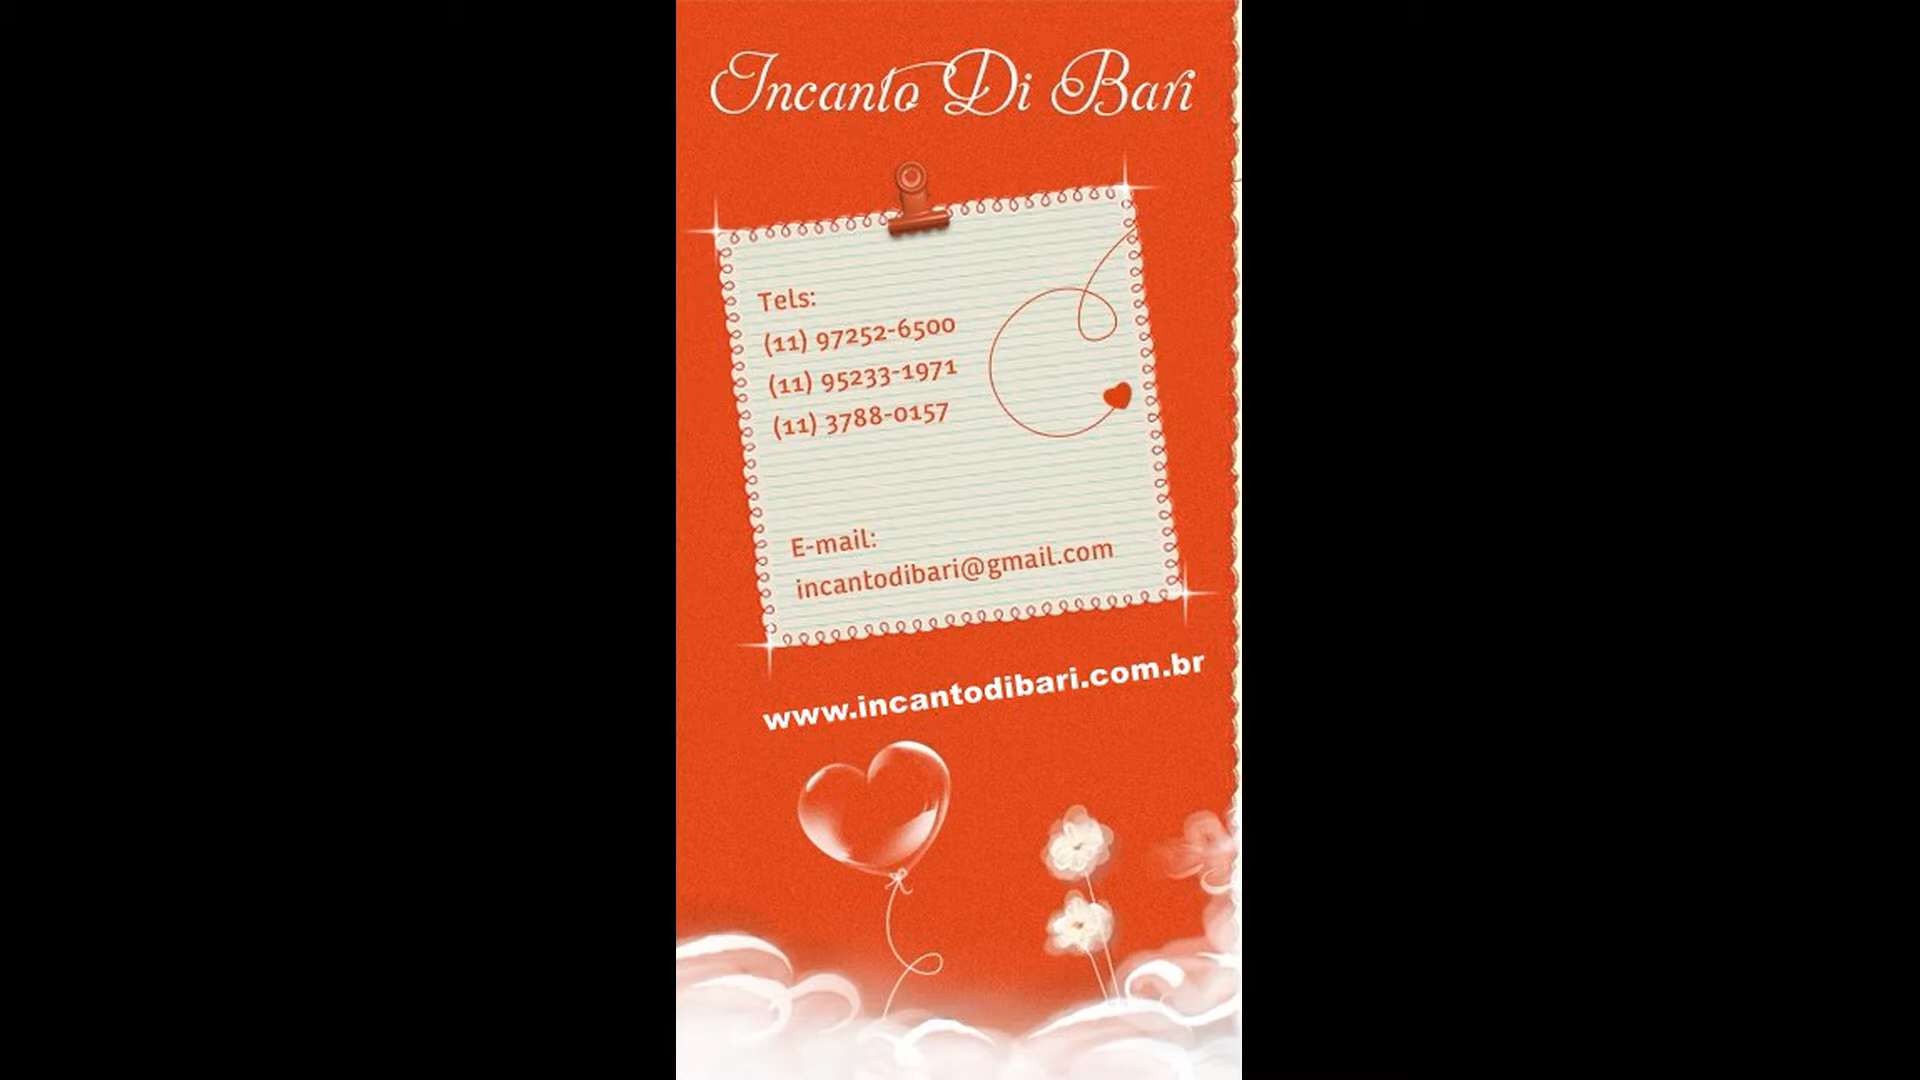 Incanto Di Bari
Tels:
(11) 97252-6500
(11) 95233-1971
(11) 3788-0157
E-mail:
incantodibari@gmail.com
www.incantodibari.com.br